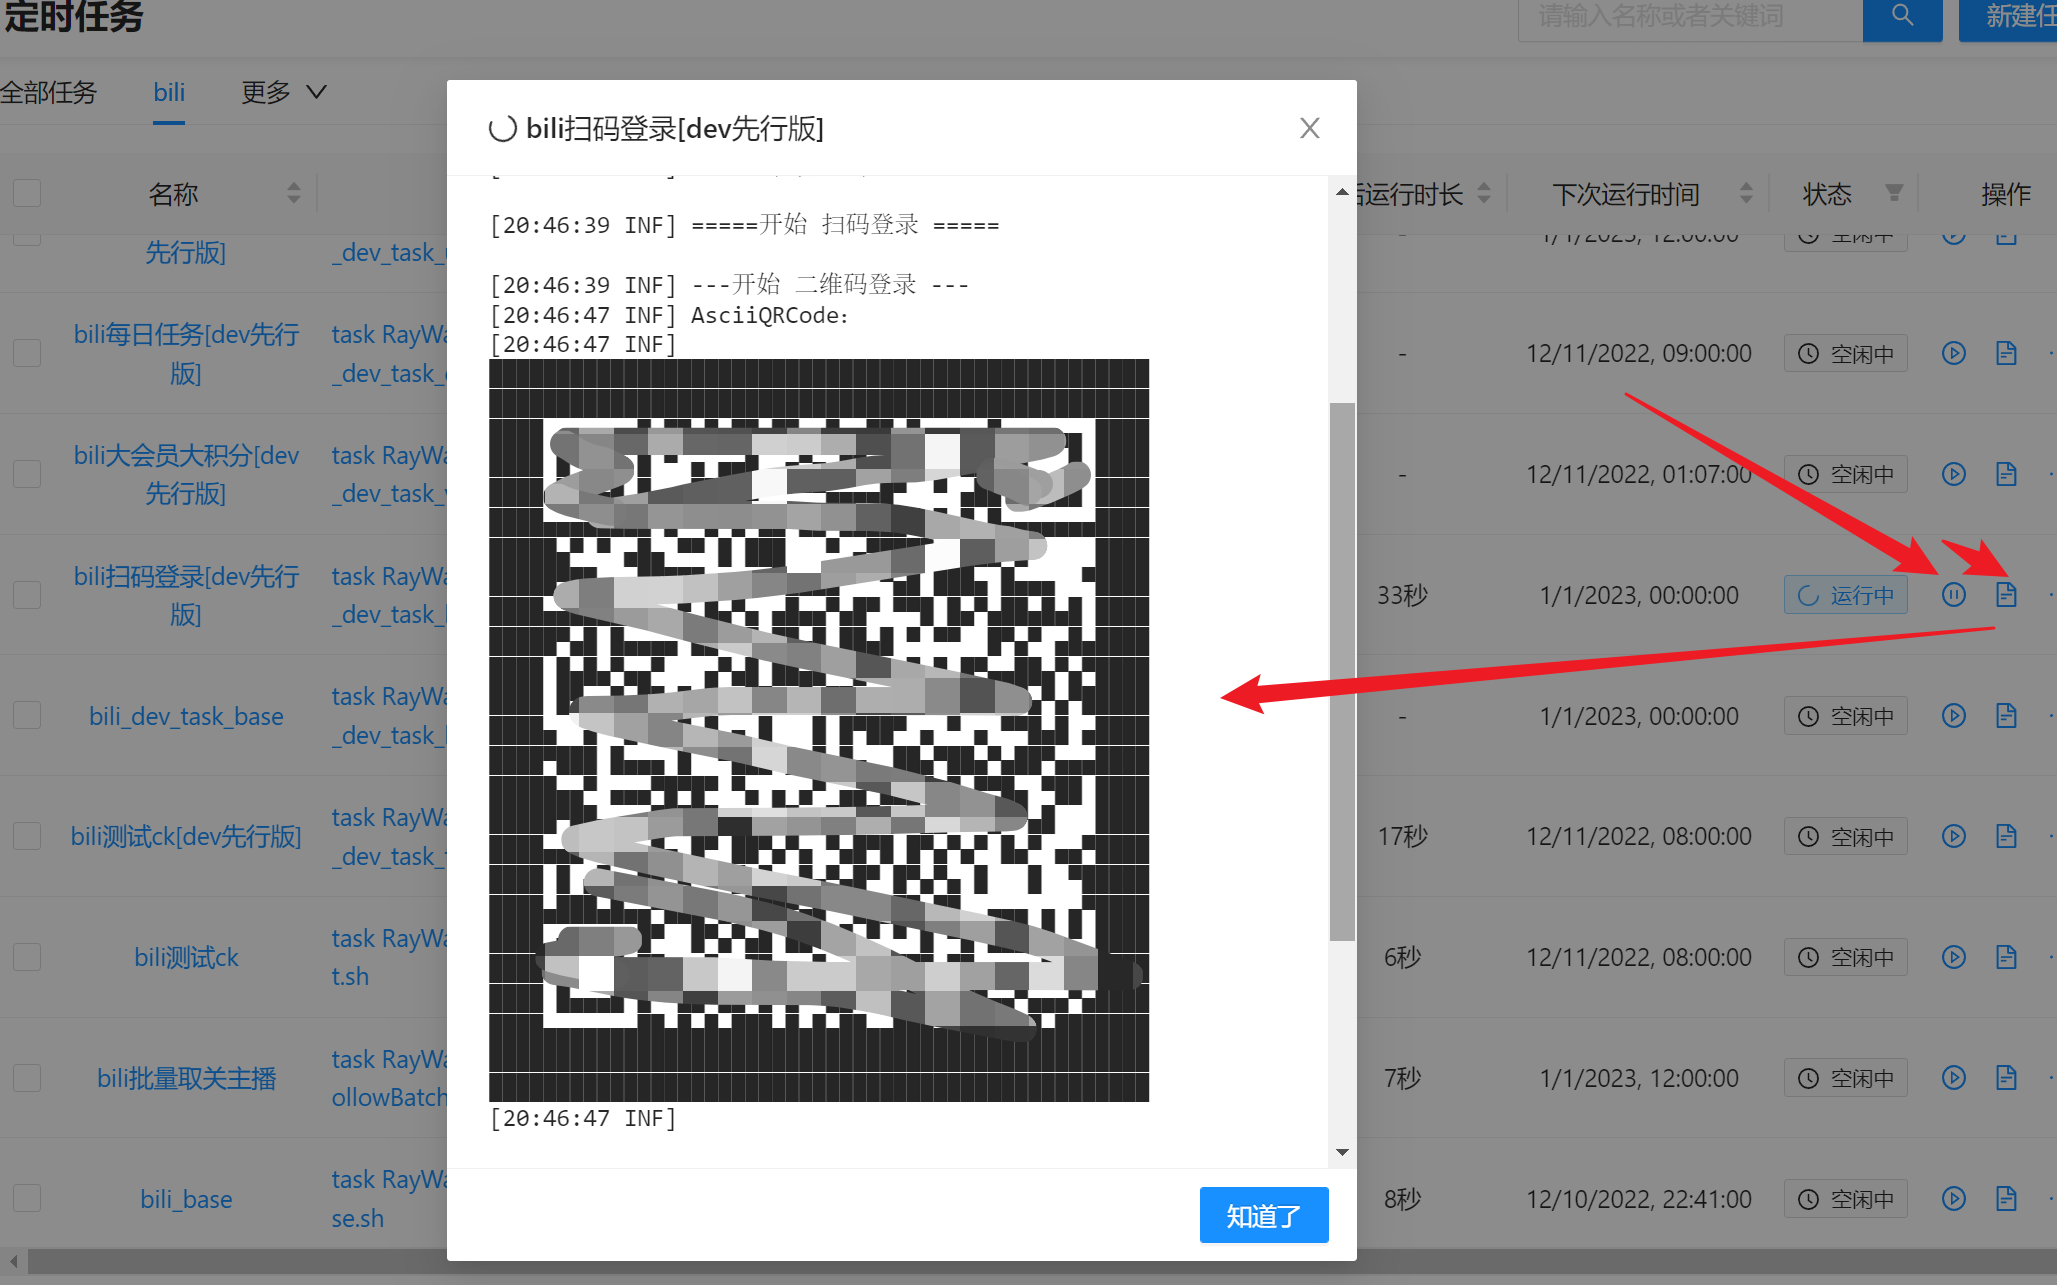 定时任务
请输入名称或者关键词
新建任
全部任务
bili
更多
bili扫码登录[dev先行版]
名称
运行时长
下次运行时间
状态
操作
[20:46:39 INF] =====开始 扫码登录 =====
[20:46:39 INF] ---开始 二维码登录 ---
[20:46:47 INF] AsciiQRCode:
[20:46:47 INF]
[20:46:47 INF]
知道了
先行版]
_dev_task_
-
1/1/2023, 12:00:00
空闲中
bili每日任务[dev先行
版]
task RayWa
_dev_task_
-
12/11/2022, 09:00:00
空闲中
bili大会员大积分[dev
先行版]
task RayWa
_dev_task_
-
12/11/2022, 01:07:00
空闲中
bili扫码登录[dev先行
版]
task RayWa
_dev_task_
33秒
1/1/2023, 00:00:00
运行中
bili_dev_task_base
task RayWa
_dev_task_
-
1/1/2023, 00:00:00
空闲中
bili测试ck[dev先行版]
task RayWa
_dev_task_
17秒
12/11/2022, 08:00:00
空闲中
bili测试ck
task RayWa
t.sh
6秒
12/11/2022, 08:00:00
空闲中
bili批量取关主播
task RayWa
ollowBatch
7秒
1/1/2023, 12:00:00
空闲中
bili_base
task RayWa
se.sh
8秒
12/10/2022, 22:41:00
空闲中